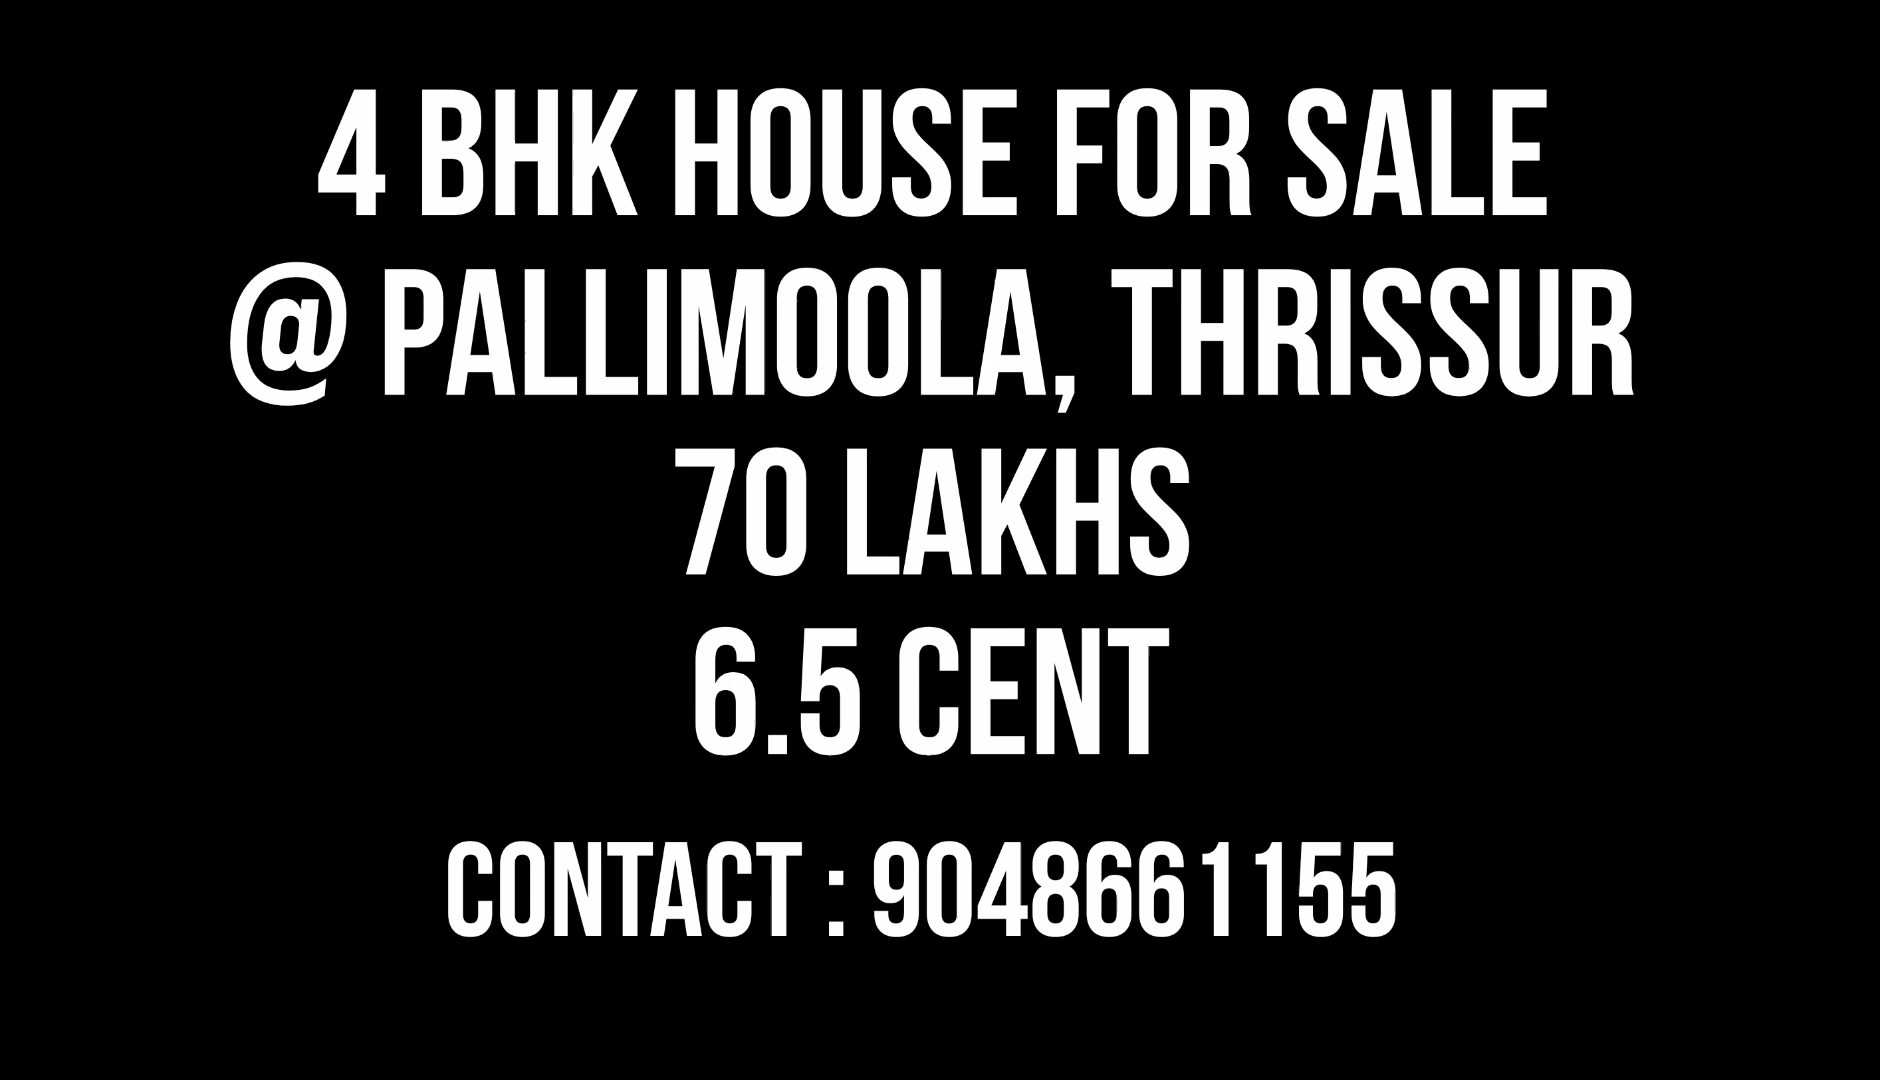 4 BHK HOUSE FOR SALE
@ PALLIMOOLA, THRISSUR
70 LAKHS
6.5 CENT
CONTACT : 9048661155